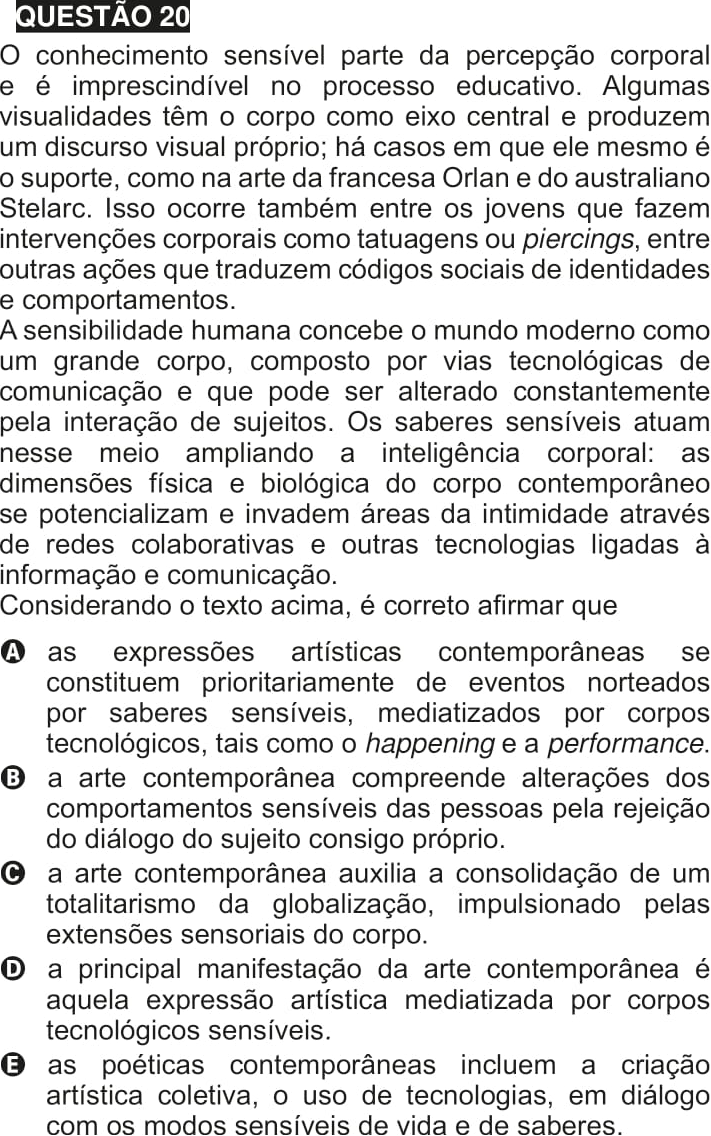 QUESTÃO 20
O conhecimento sensível parte da percepção corporal
e é imprescindível no processo educativo. Algumas
visualidades têm o corpo como eixo central e produzem
um discurso visual próprio; há casos em que ele mesmo é
o suporte, como na arte da francesa Orlan e do australiano
Stelarc. Isso ocorre também entre os jovens que fazem
intervenções corporais como tatuagens ou piercings, entre
outras ações que traduzem códigos sociais de identidades
e comportamentos.
A sensibilidade humana concebe o mundo moderno como
um grande corpo, composto por vias tecnológicas de
comunicação e que pode ser alterado constantemente
pela interação de sujeitos. Os saberes sensíveis atuam
nesse meio ampliando a inteligência corporal: as
dimensões física e biológica do corpo contemporâneo
se potencializam e invadem áreas da intimidade através
de redes colaborativas e outras tecnologias ligadas à
informação e comunicação.
Considerando o texto acima, é correto afirmar que
A as expressões artísticas contemporâneas se
constituem prioritariamente de eventos norteados
por saberes sensíveis, mediatizados por corpos
tecnológicos, tais como o happening e a performance.
B a arte contemporânea compreende alterações dos
comportamentos sensíveis das pessoas pela rejeição
do diálogo do sujeito consigo próprio.
C a arte contemporânea auxilia a consolidação de um
totalitarismo da globalização, impulsionado pelas
extensões sensoriais do corpo.
D a principal manifestação da arte contemporânea é
aquela expressão artística mediatizada por corpos
tecnológicos sensíveis.
E as poéticas contemporâneas incluem a criação
artística coletiva, o uso de tecnologias, em diálogo
com os modos sensíveis de vida e de saberes.